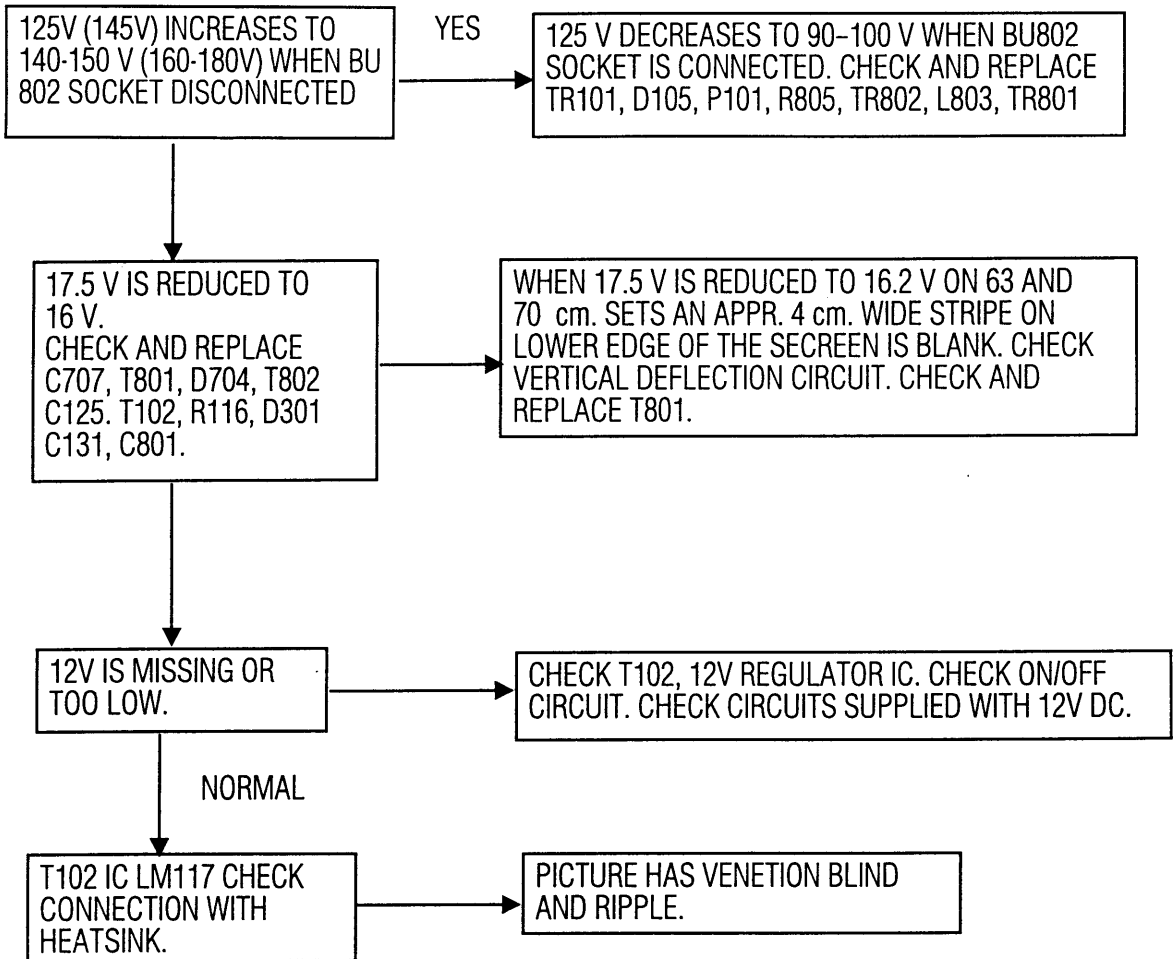 125V (145V) INCREASES TO
140-150 V (160-180V) WHEN BU
802 SOCKET DISCONNECTED
YES
125 V DECREASES TO 90–100 V WHEN BU802
SOCKET IS CONNECTED. CHECK AND REPLACE
TR101, D105, P101, R805, TR802, L803, TR801
17.5 V IS REDUCED TO
16 V.
CHECK AND REPLACE
C707, T801, D704, T802
C125. T102, R116, D301
C131, C801.
WHEN 17.5 V IS REDUCED TO 16.2 V ON 63 AND
70 cm. SETS AN APPR. 4 cm. WIDE STRIPE ON
LOWER EDGE OF THE SECREEN IS BLANK. CHECK
VERTICAL DEFLECTION CIRCUIT. CHECK AND
REPLACE T801.
12V IS MISSING OR
TOO LOW.
CHECK T102, 12V REGULATOR IC. CHECK ON/OFF
CIRCUIT. CHECK CIRCUITS SUPPLIED WITH 12V DC.
NORMAL
T102 IC LM117 CHECK
CONNECTION WITH
HEATSINK.
PICTURE HAS VENETION BLIND
AND RIPPLE.